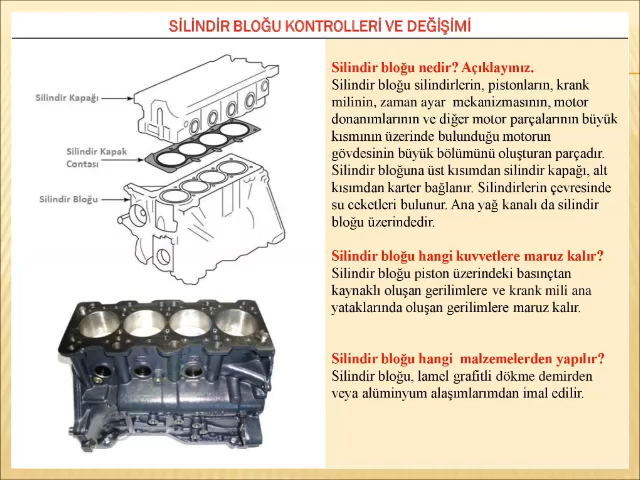 SİLİNDİR BLOĞU KONTROLLERİ VE DEĞİŞİMİ
Silindir Kapağı
Silindir Kapak
Contası
Silindir Bloğu
Silindir bloğu nedir? Açıklayınız.
Silindir bloğu silindirlerin, pistonların, krank
milinin, zaman ayar mekanizmasının, motor
donanımlarının ve diğer motor parçalarının büyük
kısmının üzerinde bulunduğu motorun
gövdesinin büyük bölümünü oluşturan parçadır.
Silindir bloğuna üst kısımdan silindir kapağı, alt
kısımdan karter bağlanır. Silindirlerin çevresinde
su ceketleri bulunur. Ana yağ kanalı da silindir
bloğu üzerindedir.
Silindir bloğu hangi kuvvetlere maruz kalır?
Silindir bloğu piston üzerindeki basınçtan
kaynaklı oluşan gerilimlere ve krank mili ana
yataklarında oluşan gerilimlere maruz kalır.
Silindir bloğu hangi malzemelerden yapılır?
Silindir bloğu, lamel grafitli dökme demirden
veya alüminyum alaşımlarımdan imal edilir.